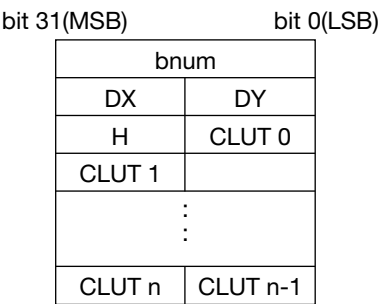 bit 31(MSB) bit 0(LSB)
bnum
DX DY
H CLUT 0
CLUT 1
:
:
CLUT n CLUT n-1